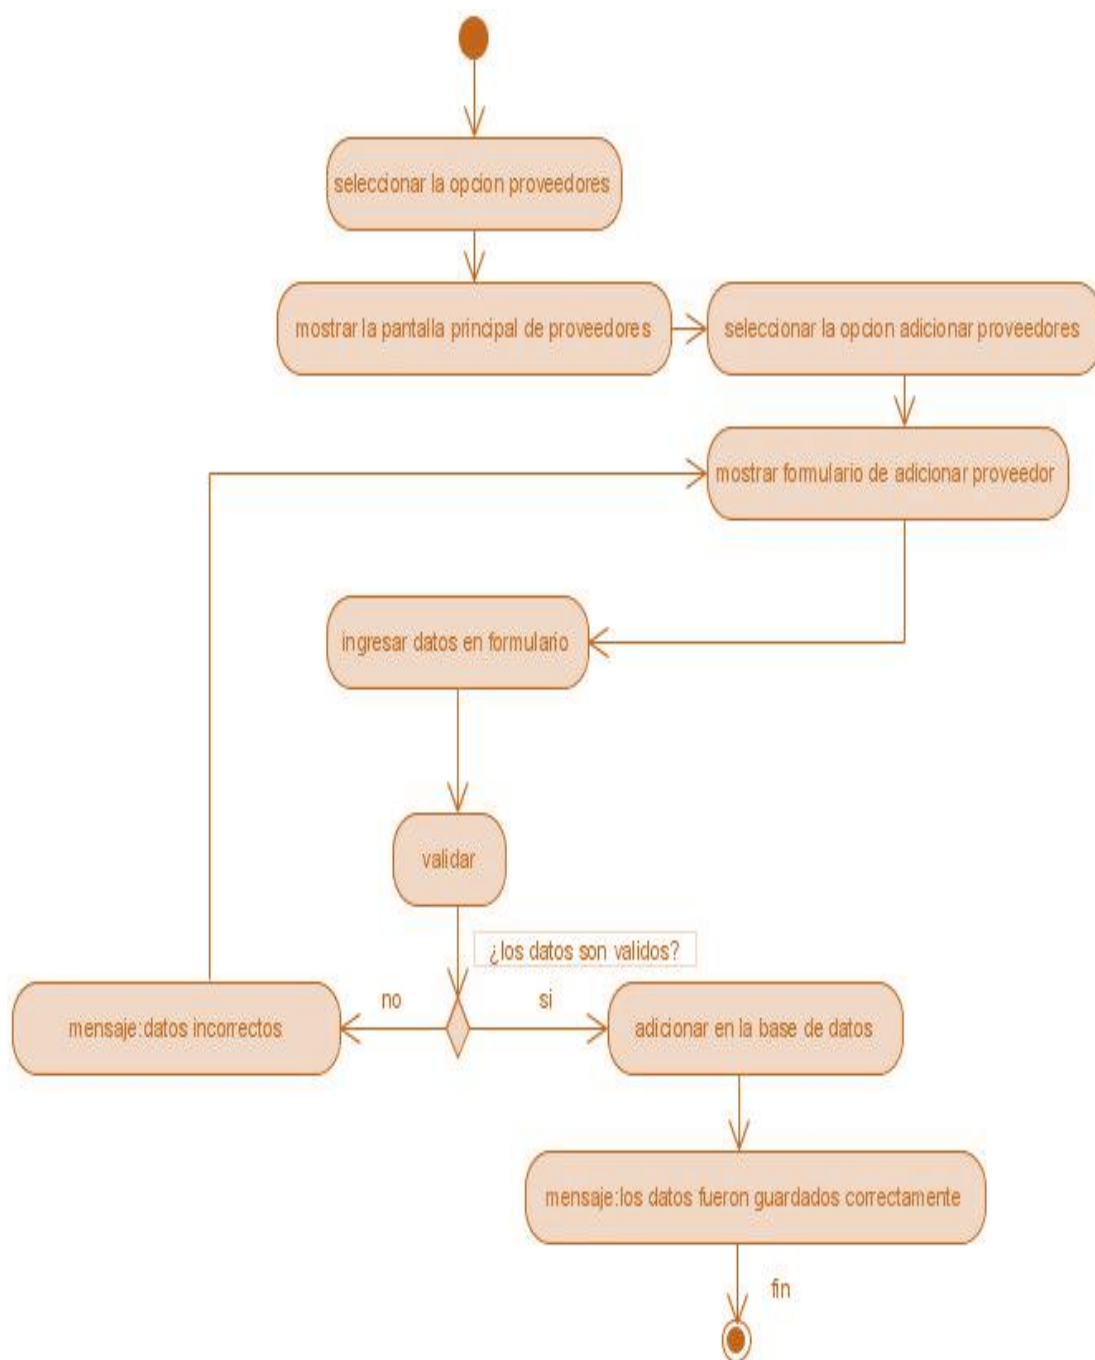 seleccionar la opcion proveedores
mostrar la pantalla principal de proveedores
seleccionar la opcion adicionar proveedores
mostrar formulario de adicionar proveedor
ingresar datos en formulario
validar
¿los datos son validos?
no
si
mensaje:datos incorrectos
adicionar en la base de datos
mensaje:los datos fueron guardados correctamente
fin